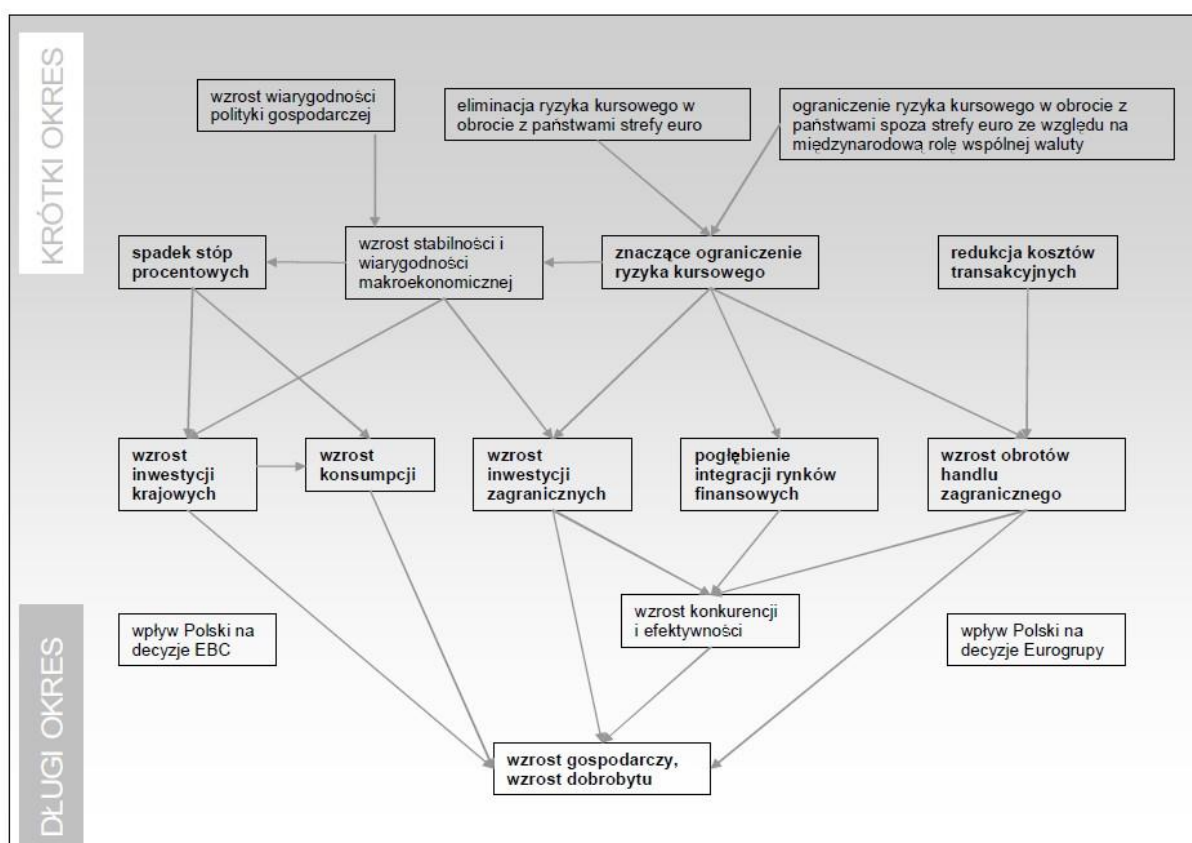 KRÓTKI OKRES
wzrost wiarygodności
polityki gospodarczej
eliminacja ryzyka kursowego w
obrocie z państwami strefy euro
ograniczenie ryzyka kursowego w obrocie z
państwami spoza strefy euro ze względu na
międzynarodową rolę wspólnej waluty
spadek stóp
procentowych
wzrost stabilności i
wiarygodności
makroekonomicznej
znaczące ograniczenie
ryzyka kursowego
redukcja kosztów
transakcyjnych
wzrost
inwestycji
krajowych
wzrost
konsumpcji
wzrost
inwestycji
zagranicznych
pogłębienie
integracji rynków
finansowych
wzrost obrotów
handlu
zagranicznego
DŁUGI OKRES
wpływ Polski na
decyzje EBC
wzrost konkurencji
i efektywności
wpływ Polski na
decyzje Eurogrupy
wzrost gospodarczy,
wzrost dobrobytu